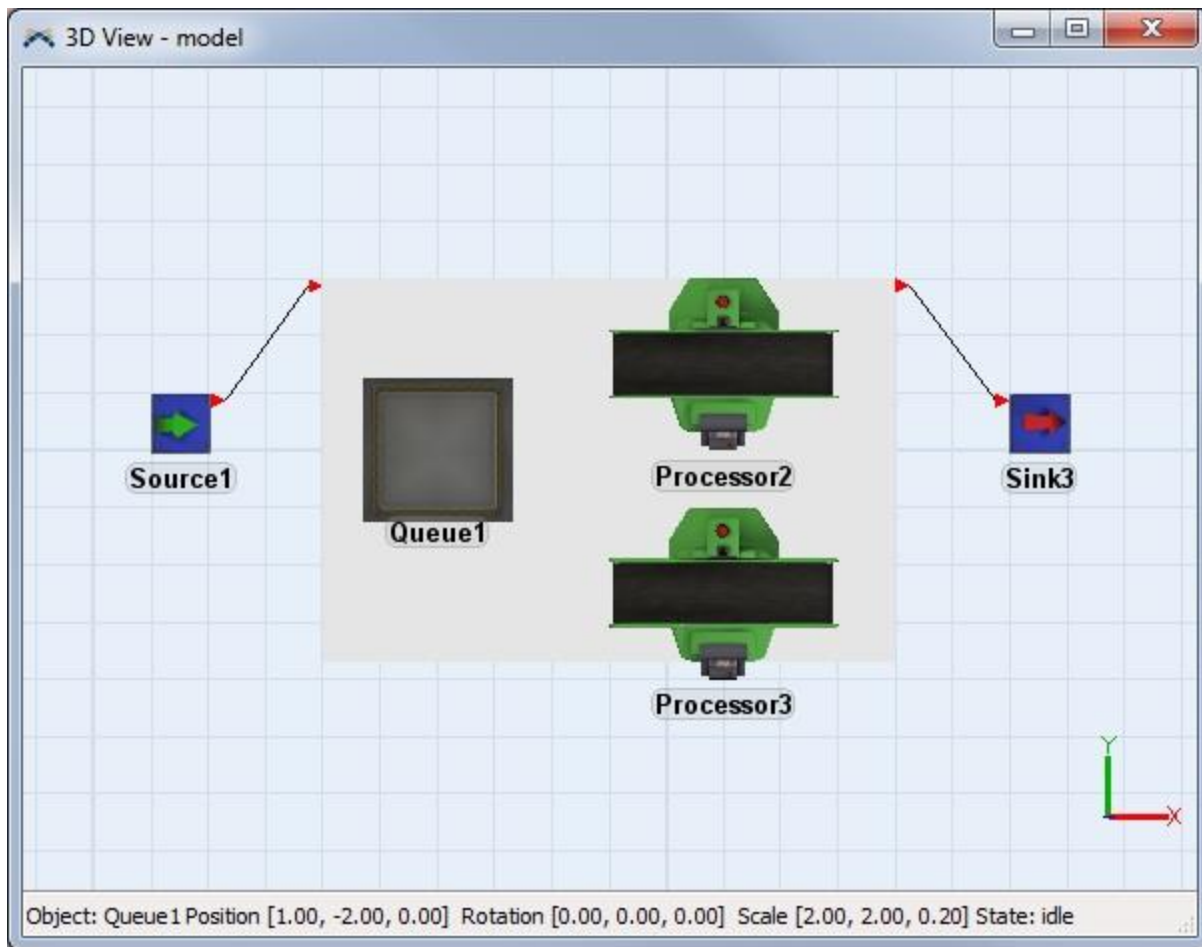 3D View - model
Source1
Queue1
Processor2
Sink3
Processor3
Y
X
Object: Queue1 Position [1.00, -2.00, 0.00] Rotation [0.00, 0.00, 0.00] Scale [2.00, 2.00, 0.20] State: idle